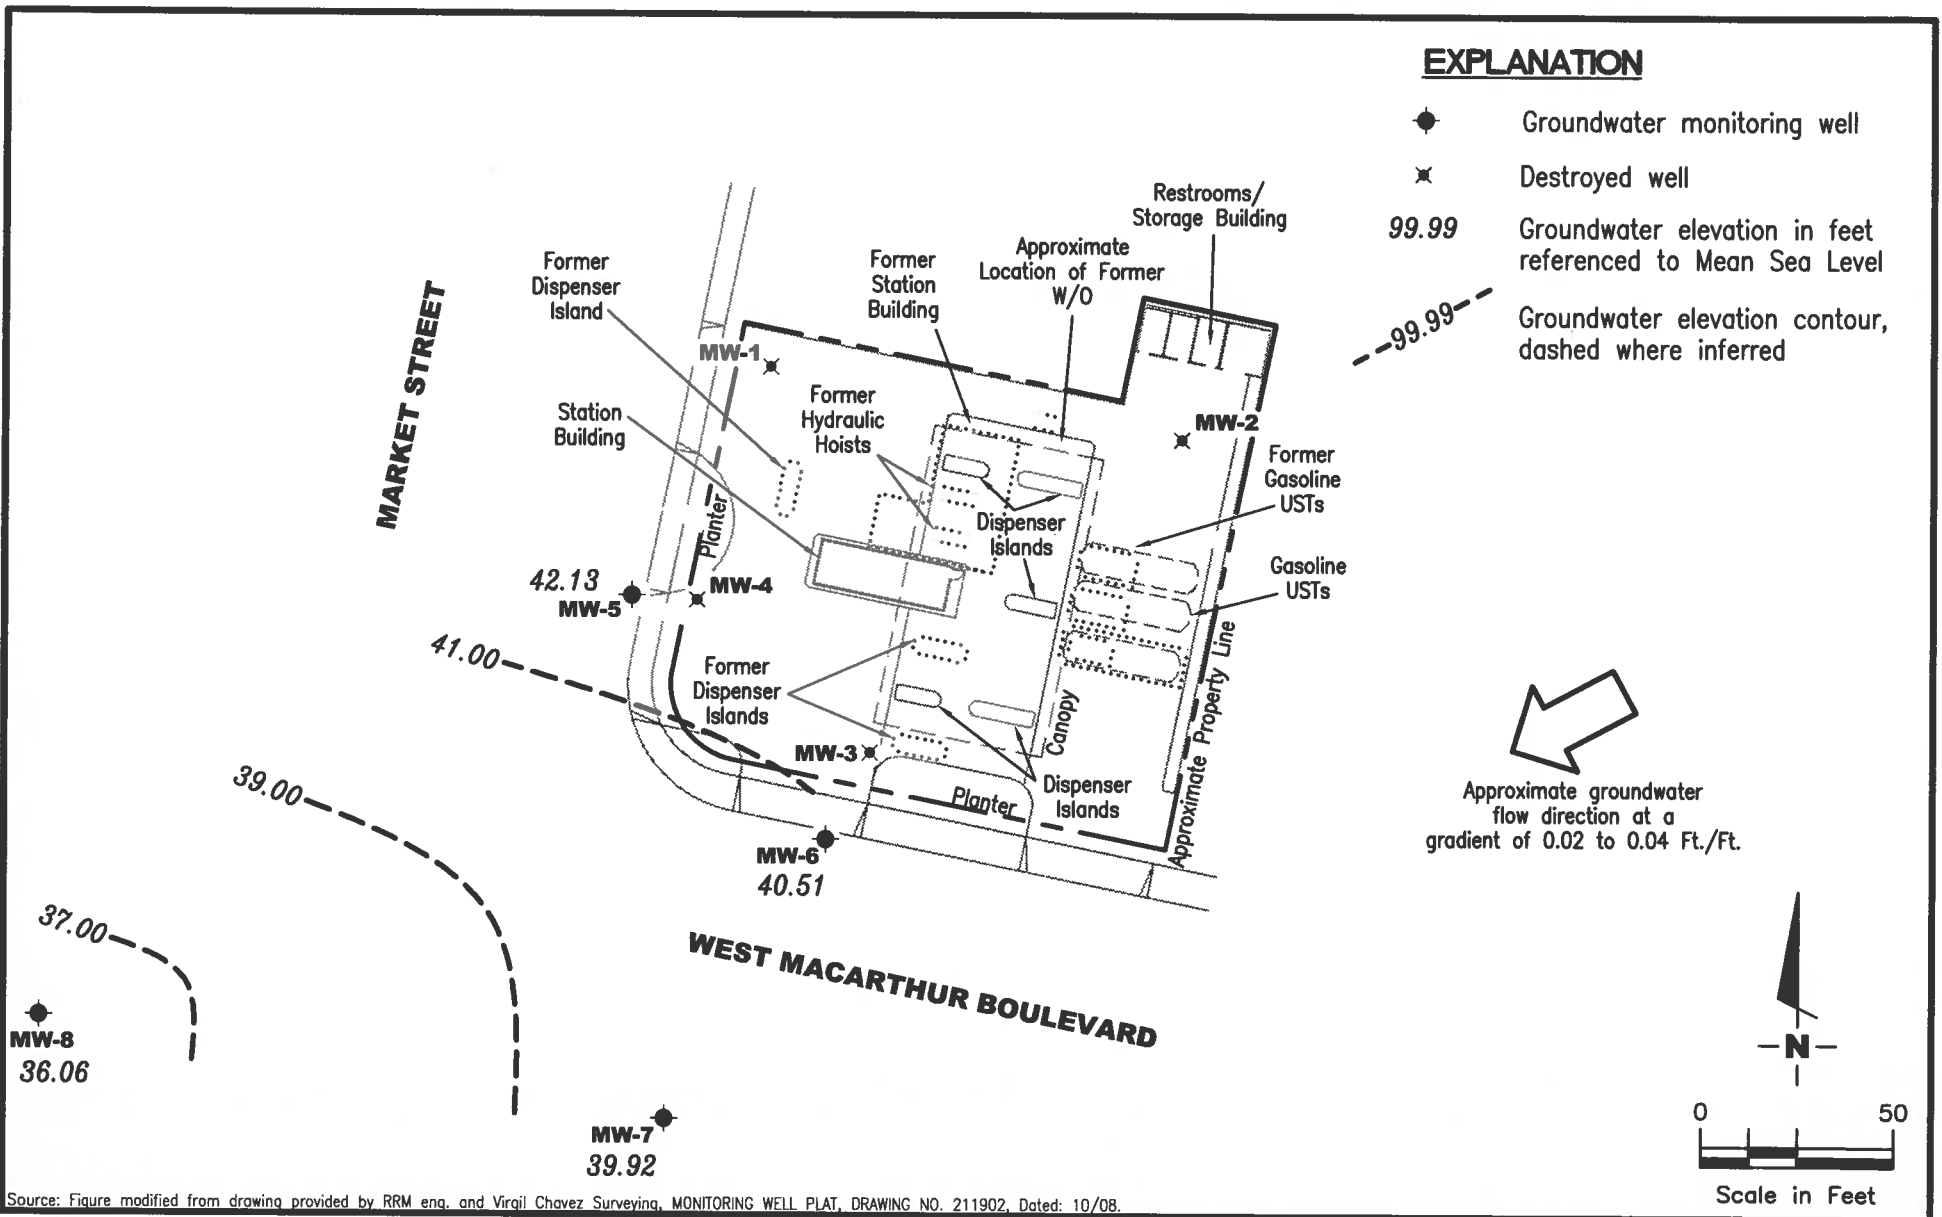 EXPLANATION
Groundwater monitoring well
Destroyed well
99.99
Groundwater elevation in feet
referenced to Mean Sea Level
99.99
Groundwater elevation contour,
dashed where inferred
Restrooms/
Storage Building
Approximate
Location of Former
W/O
Former
Station
Building
Former
Dispenser
Island
MARKET STREET
MW-1
Former
Hydraulic
Hoists
Station
Building
MW-2
Former
Gasoline
USTs
Planter
Dispenser
Islands
Gasoline
USTs
42.13
MW-5
MW-4
41.00
Former
Dispenser
Islands
Canopy
Approximate Property Line
MW-3
Dispenser
Islands
Planter
39.00
MW-6
40.51
Approximate groundwater
flow direction at a
gradient of 0.02 to 0.04 Ft./Ft.
37.00
WEST MACARTHUR BOULEVARD
MW-8
36.06
MW-7
39.92
N
0 50
Scale in Feet
Source: Figure modified from drawing provided by RRM eng. and Virgil Chavez Surveying, MONITORING WELL PLAT, DRAWING NO. 211902, Dated: 10/08.